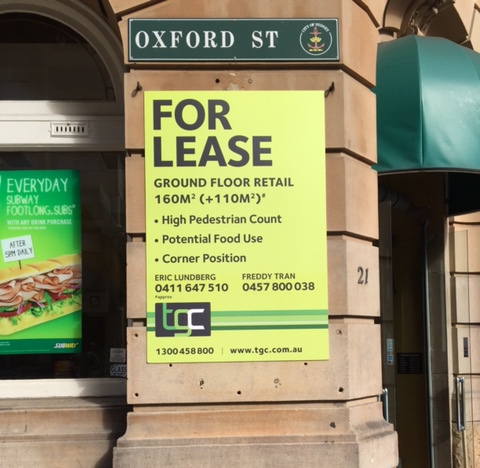 OXFORD ST
CITY OF SYDNEY
FOR
LEASE
GROUND FLOOR RETAIL
160M² (+110M²)*
• High Pedestrian Count
• Potential Food Use
• Corner Position
ERIC LUNDBERG FREDDY TRAN
0411 647 510 0457 800 038
*approx
tgc
1300 458 800 | www.tgc.com.au
21
EVERYDAY
SUBWAY
FOOTLONG SUBS
WITH ANY DRINK PURCHASE
AFTER
5PM DAILY
SUBWAY